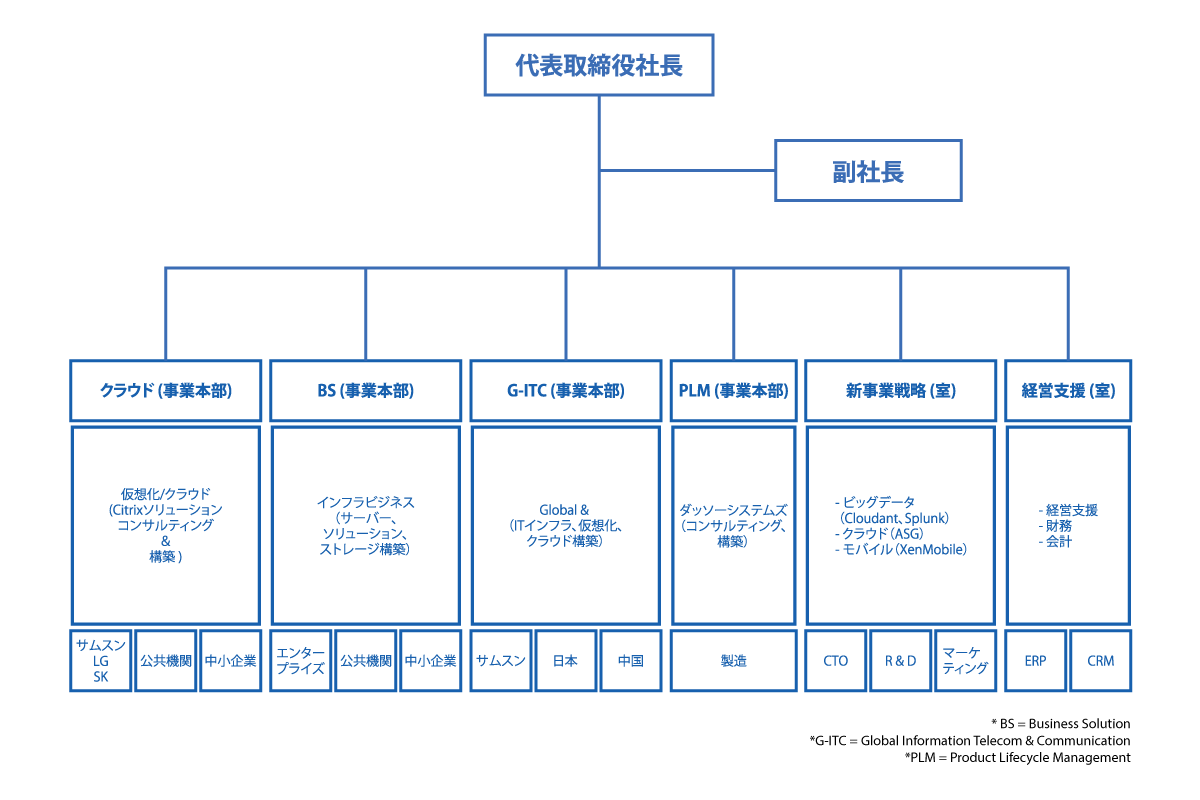 代表取締役社長
副社長
クラウド (事業本部)
BS (事業本部)
G-ITC (事業本部)
PLM (事業本部)
新事業戦略 (室)
経営支援 (室)
仮想化/クラウド
(Citrixソリューション
コンサルティング
&
構築 )
インフラビジネス
(サーバー、
ソリューション、
ストレージ構築)
Global &
(ITインフラ、仮想化、
クラウド構築)
ダッソーシステムズ
(コンサルティング、
構築)
- ビッグデータ
(Cloudant、Splunk)
- クラウド (ASG)
- モバイル (XenMobile)
- 経営支援
- 財務
- 会計
サムスン
LG
SK
公共機関
中小企業
エンター
プライズ
公共機関
中小企業
サムスン
日本
中国
製造
CTO
R & D
マーケ
ティング
ERP
CRM
* BS = Business Solution
*G-ITC = Global Information Telecom & Communication
*PLM = Product Lifecycle Management